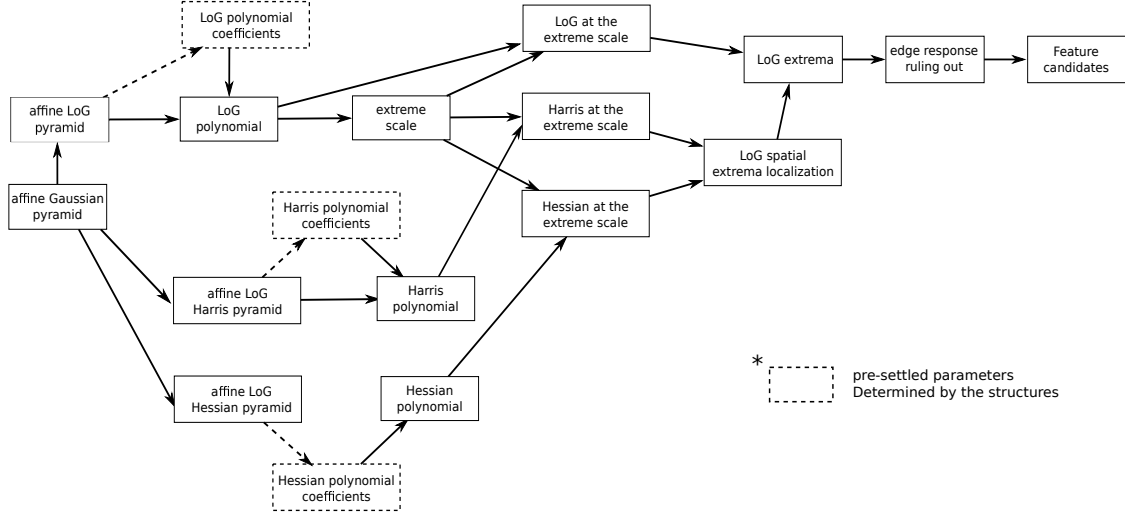 LoG polynomial
coefficients
LoG at the
extreme scale
LoG extrema
edge response
ruling out
Feature
candidates
affine LoG
pyramid
LoG
polynomial
extreme
scale
Harris at the
extreme scale
LoG spatial
extrema localization
affine Gaussian
pyramid
Harris polynomial
coefficients
Hessian at the
extreme scale
affine LoG
Harris pyramid
Harris
polynomial
affine LoG
Hessian pyramid
Hessian
polynomial
Hessian polynomial
coefficients
*
pre-settled parameters
Determined by the structures